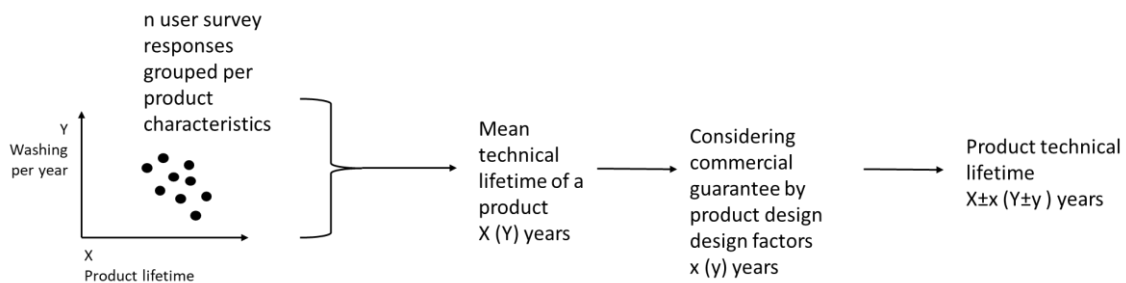 n user survey
responses
grouped per
product
characteristics
Y
Washing
per year
X
Product lifetime
Mean
technical
lifetime of a
product
X (Y) years
Considering
commercial
guarantee by
product design
design factors
x (y) years
Product technical
lifetime
X±x (Y±y ) years